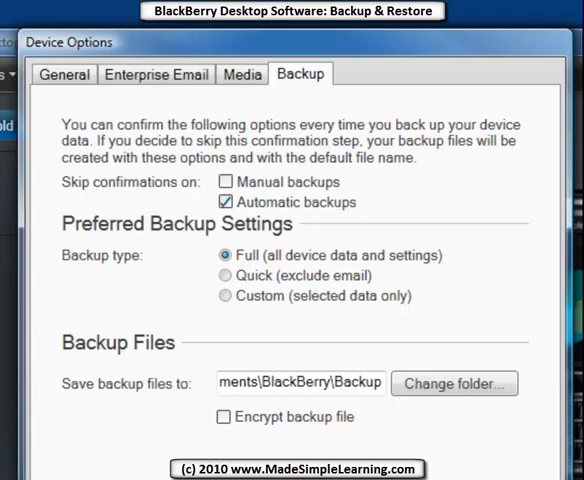 BlackBerry Desktop Software: Backup & Restore
Device Options
General Enterprise Email Media Backup
old
You can confirm the following options every time you back up your device
data. If you decide to skip this confirmation step, your backup files will be
created with these options and with the default file name.
Skip confirmations on: Manual backups
Automatic backups
Preferred Backup Settings
Backup type: Full (all device data and settings)
Quick (exclude email)
Custom (selected data only)
Backup Files
Save backup files to: ments\BlackBerry\Backup Change folder...
Encrypt backup file
(c) 2010 www.MadeSimpleLearning.com